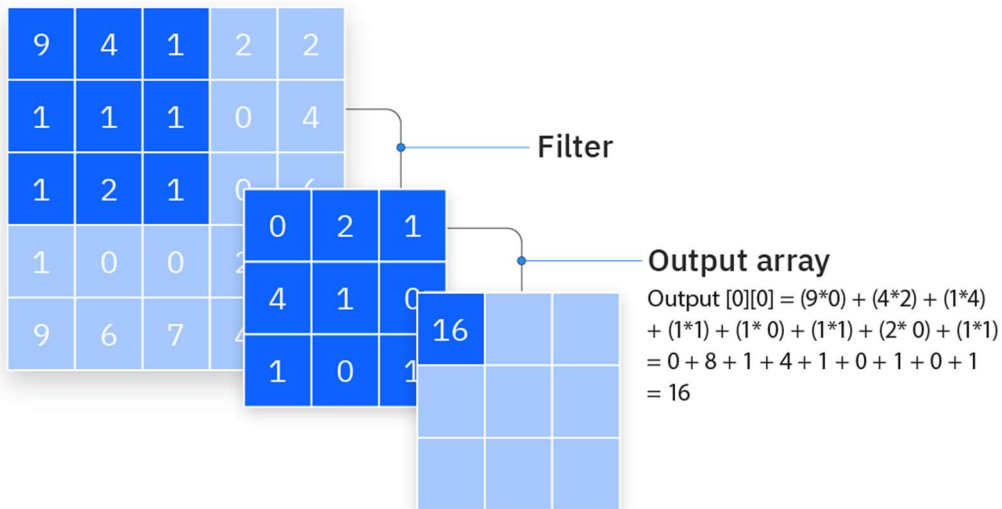 9 4 1 2 2
1 1 1 0 4
Filter
1 2 1 0
0 2 1
1 0 0
Output array
4 1 0
Output [0][0] = (9*0) + (4*2) + (1*4)
16
+ (1*1) + (1* 0) + (1*1) + (2* 0) + (1*1)
9 6 7
= 0 + 8 + 1 + 4 + 1 + 0 + 1 + 0 + 1
1 0 1
= 16